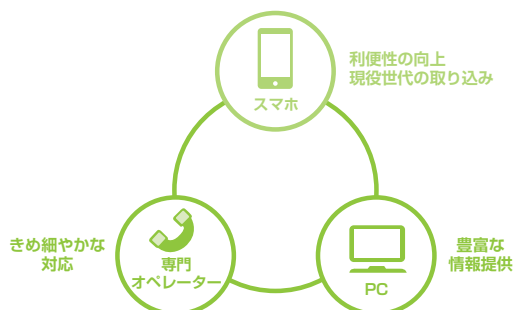 利便性の向上
現役世代の取り込み
スマホ
きめ細やかな
対応
専門
オペレーター
PC
豊富な
情報提供